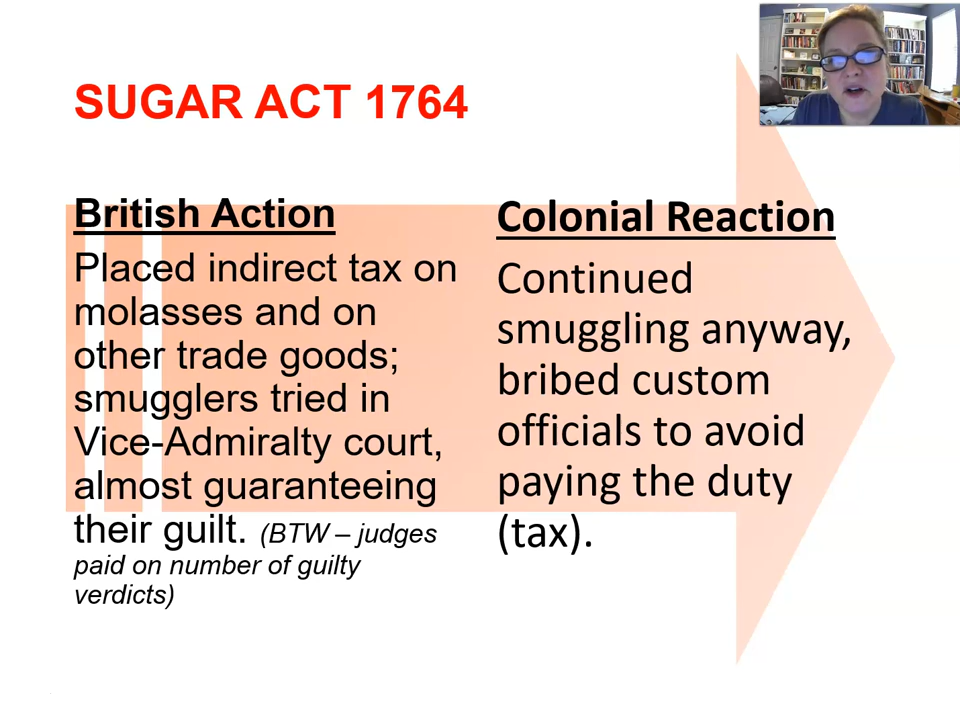 SUGAR ACT 1764
British Action
Placed indirect tax on
molasses and on
other trade goods;
smugglers tried in
Vice-Admiralty court,
almost guaranteeing
their guilt. (BTW – judges
paid on number of guilty
verdicts)
Colonial Reaction
Continued
smuggling anyway,
bribed custom
officials to avoid
paying the duty
(tax).